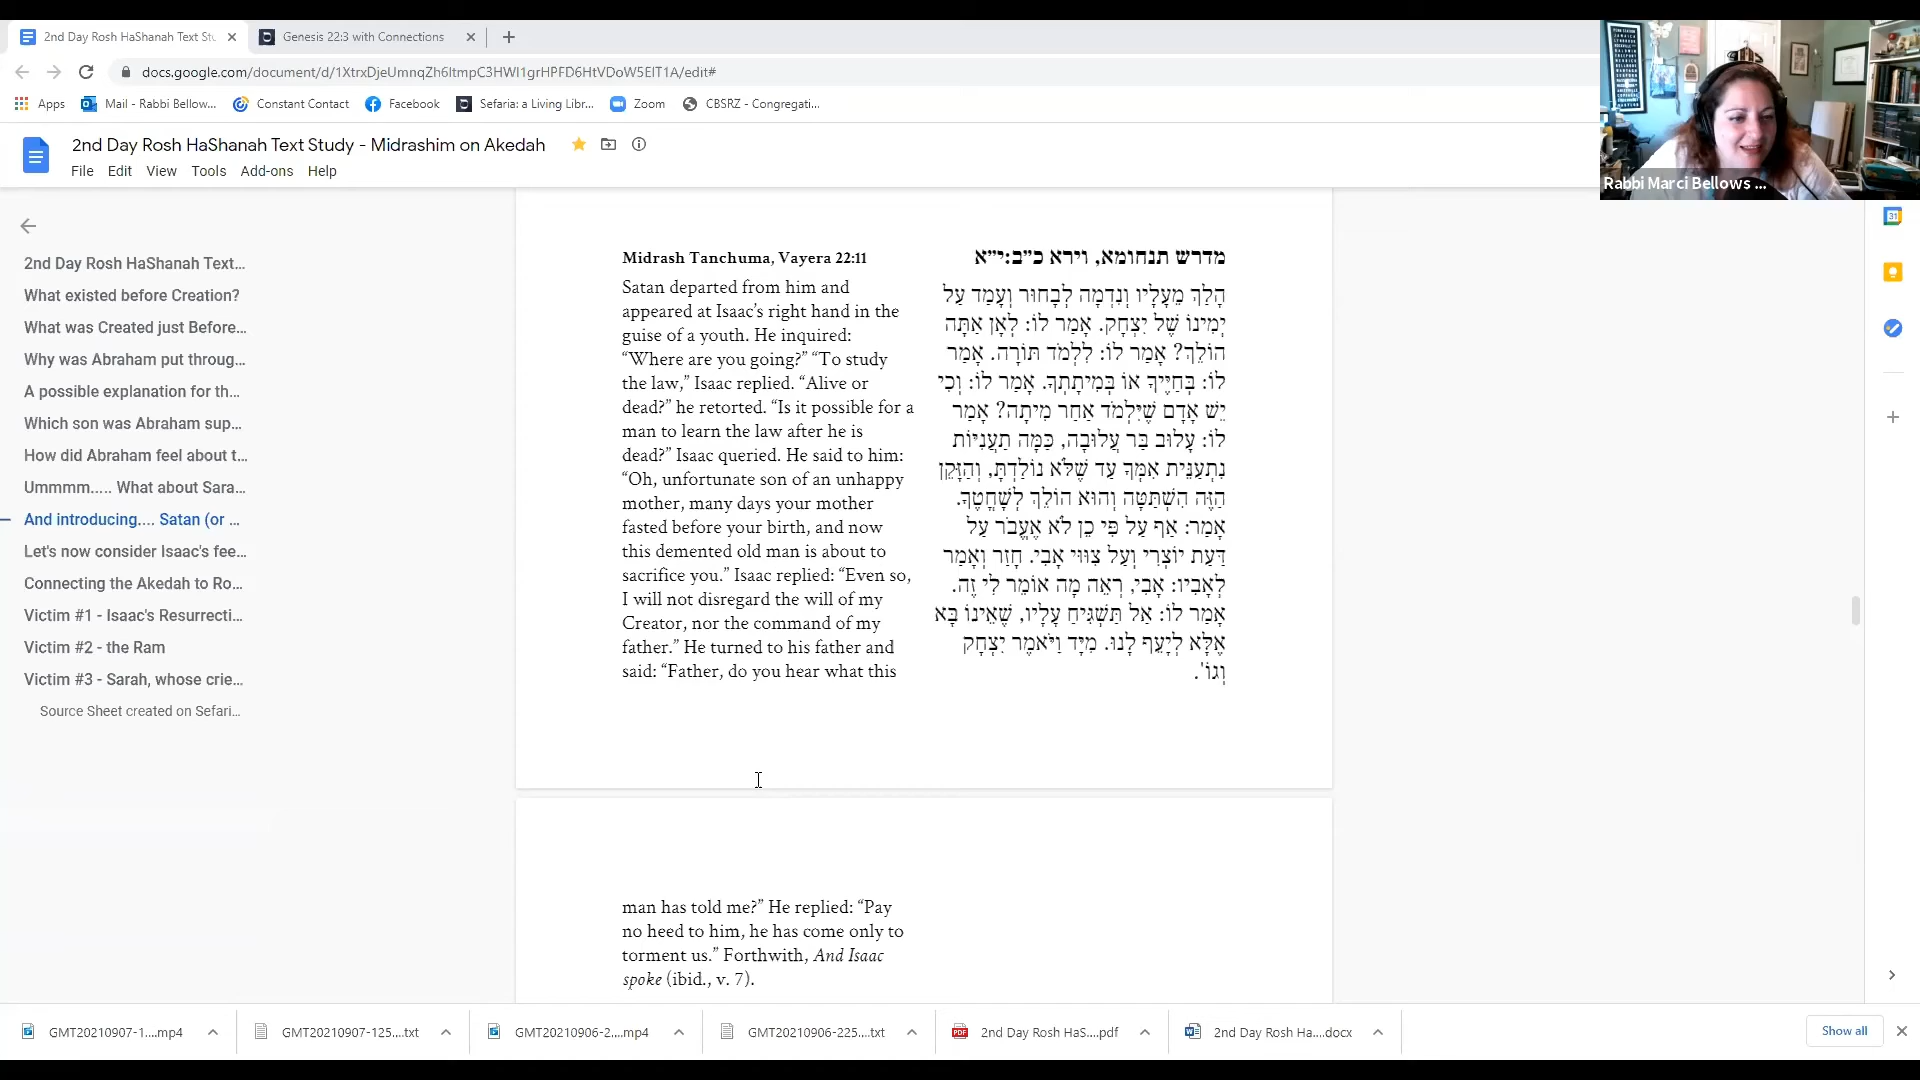 2nd Day Rosh HaShanah Text Stu
Genesis 22:3 with Connections
docs.google.com/document/d/1XtrxDjeUmnqZh6ItmpC3HWI1grHPFD6HtVDoW5EIT1A/edit#
Apps
Mail - Rabbi Bellow...
Constant Contact
Facebook
Sefaria: a Living Libr...
Zoom
CBSRZ - Congregati...
Rabbi Marci Bellows ...
2nd Day Rosh HaShanah Text Study - Midrashim on Akedah
File Edit View Tools Add-ons Help
2nd Day Rosh HaShanah Text...
What existed before Creation?
What was Created just Before...
Why was Abraham put throug...
A possible explanation for th...
Which son was Abraham sup...
How did Abraham feel about t...
Ummmm..... What about Sara...
And introducing.... Satan (or ...
Let's now consider Isaac's fee...
Connecting the Akedah to Ro...
Victim #1 - Isaac's Resurrecti...
Victim #2 - the Ram
Victim #3 - Sarah, whose crie...
Source Sheet created on Sefari...
Midrash Tanchuma, Vayera 22:11
Satan departed from him and
appeared at Isaac’s right hand in the
guise of a youth. He inquired:
“Where are you going?” “To study
the law,” Isaac replied. “Alive or
dead?” he retorted. “Is it possible for a
man to learn the law after he is
dead?” Isaac queried. He said to him:
“Oh, unfortunate son of an unhappy
mother, many days your mother
fasted before your birth, and now
this demented old man is about to
sacrifice you.” Isaac replied: “Even so,
I will not disregard the will of my
Creator, nor the command of my
father.” He turned to his father and
said: “Father, do you hear what this
מדרש תנחומא, וירא כ״ב:י״א
הָלַךְ מֵעָלָיו וְנִדְמָה לְבָחוּר וְעָמַד עַל
יְמִינוֹ שֶׁל יִצְחָק. אָמַר לוֹ: לְאָן אַתָּה
הוֹלֵךְ? אָמַר לוֹ: לִלְמֹד תּוֹרָה. אָמַר
לוֹ: בְּחַיֶּיךָ אוֹ בְּמִיתָתְךָ. אָמַר לוֹ: וְכִי
יֵשׁ אָדָם שֶׁיִּלְמֹד אַחַר מִיתָה? אָמַר
לוֹ: עָלוּב בַּר עֲלוּבָה, כַּמָּה תַעֲנִיּוֹת
נִתְעַנֵּית אִמְּךָ עַד שֶׁלֹּא נוֹלַדְתָּ, וְהַזָּקֵן
הַזֶּה הִשְׁתַּטָּה וְהוּא הוֹלֵךְ לְשָׁחֳטֶךָ.
אָמַר: אַף עַל פִּי כֵן לֹא אֶעֱבֹר עַל
דַּעַת יוֹצְרִי וְעַל צִוּוּי אָבִי. חָזַר וְאָמַר
לְאָבִיו: אָבִי, רְאֵה מָה אוֹמֵר לִי זֶה.
אָמַר לוֹ: אַל תַּשְׁגִּיחַ עָלָיו, שֶׁאֵינוֹ בָּא
אֶלָּא לְיָעֵף לָנוּ. מִיָּד וַיֹּאמֶר יִצְחָק
וְגוֹ'.
man has told me?” He replied: “Pay
no heed to him, he has come only to
torment us.” Forthwith, And Isaac
spoke (ibid., v. 7).
GMT20210907-1....mp4
GMT20210907-125....txt
GMT20210906-2....mp4
GMT20210906-225....txt
2nd Day Rosh HaS....pdf
2nd Day Rosh Ha....docx
Show all